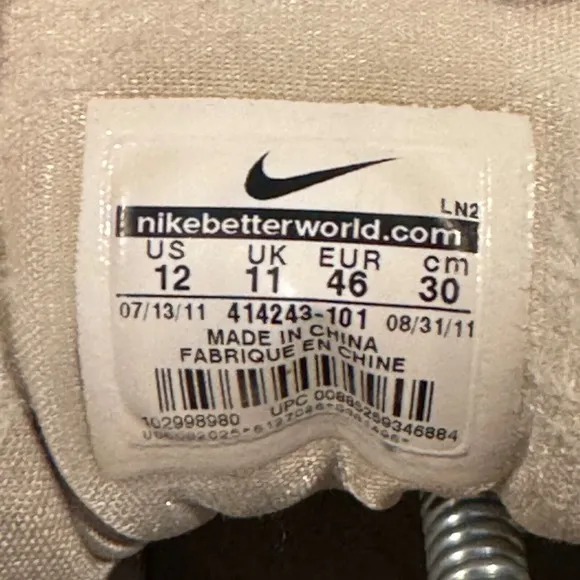 LN2
nikebetterworld.com
US UK EUR cm
12 11 46 30
07/13/11 414243-101 08/31/11
MADE IN CHINA
FABRIQUE EN CHINE
102998980 UPC